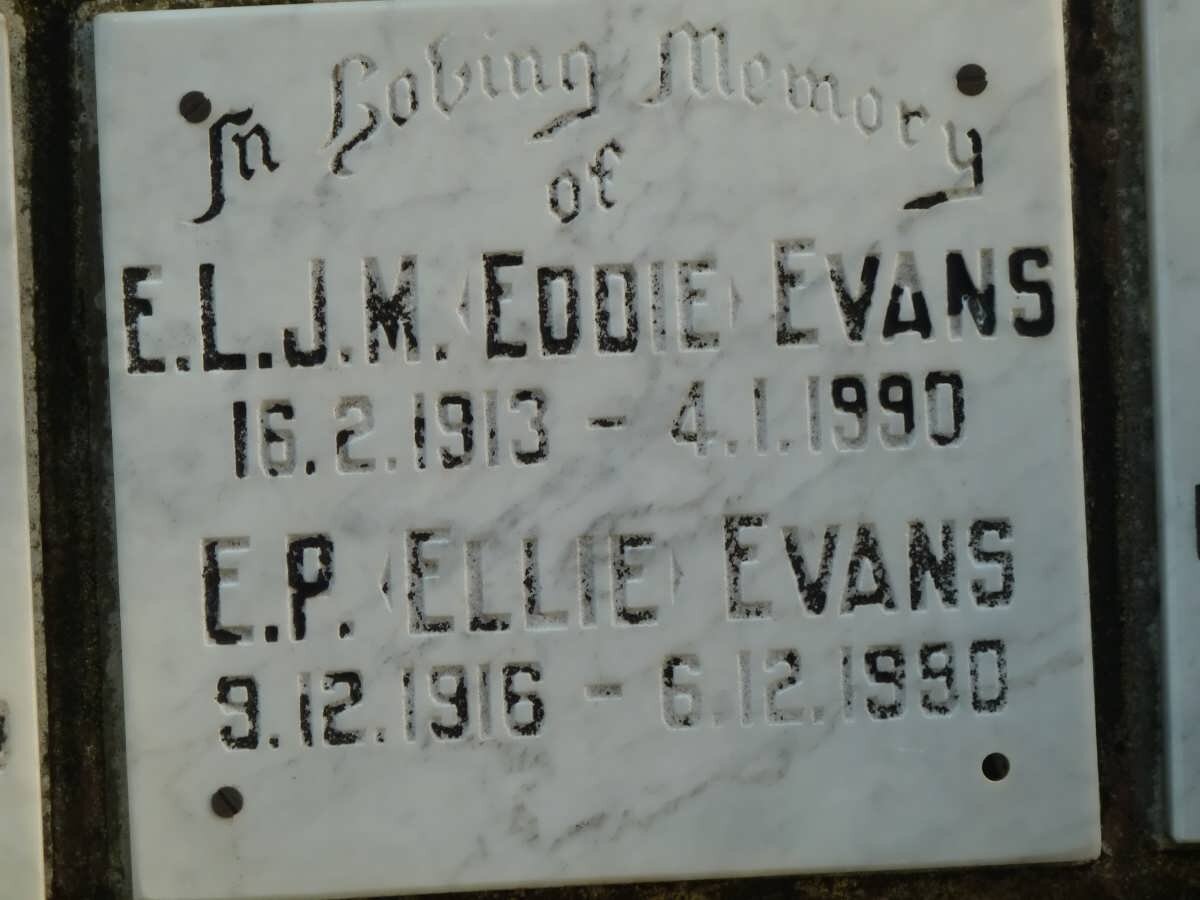 In Loving Memory
of
E.L.J.M. (EDDIE) EVANS
16.2.1913 - 4.1.1990
E.P. (ELLIE) EVANS
9.12.1916 - 6.12.1990